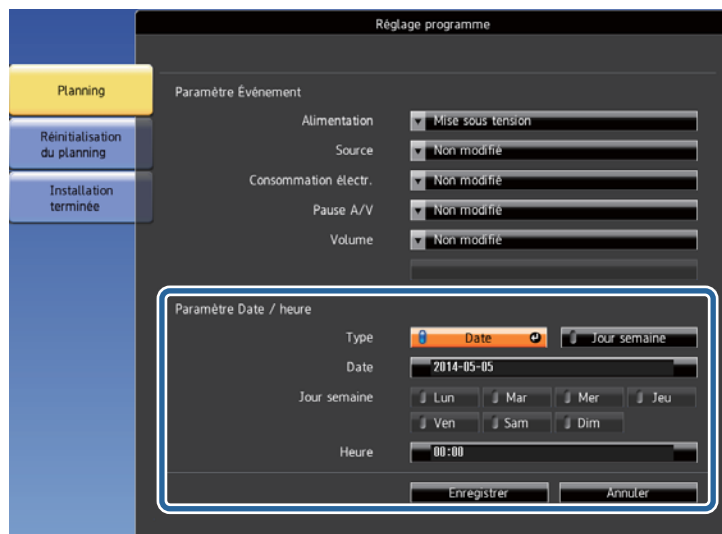 Réglage programme
Planning
Réinitialisation
du planning
Installation
terminée
Paramètre Événement
Alimentation Mise sous tension
Source Non modifié
Consommation électr. Non modifié
Pause A/V Non modifié
Volume Non modifié
Paramètre Date / heure
Type Date Jour semaine
Date 2014-05-05
Jour semaine Lun Mar Mer Jeu
Ven Sam Dim
Heure 00:00
Enregistrer Annuler